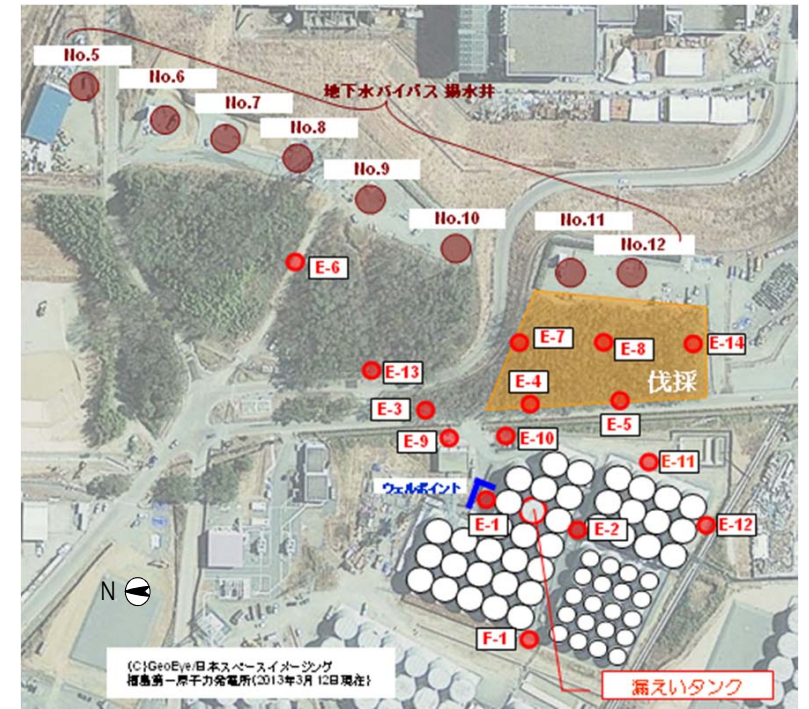 No.5
No.6
No.7
地下水バイパス 揚水井
No.8
No.9
No.10
No.11
No.12
E-6
E-7
E-8
E-14
E-13
伐採
E-4
E-3
E-5
E-9
E-10
E-11
ウェルポイント
E-1
E-2
E-12
N
F-1
(C)GeoEye/日本スペースイメージング
福島第一原子力発電所(2013年3月12日現在)
漏えいタンク